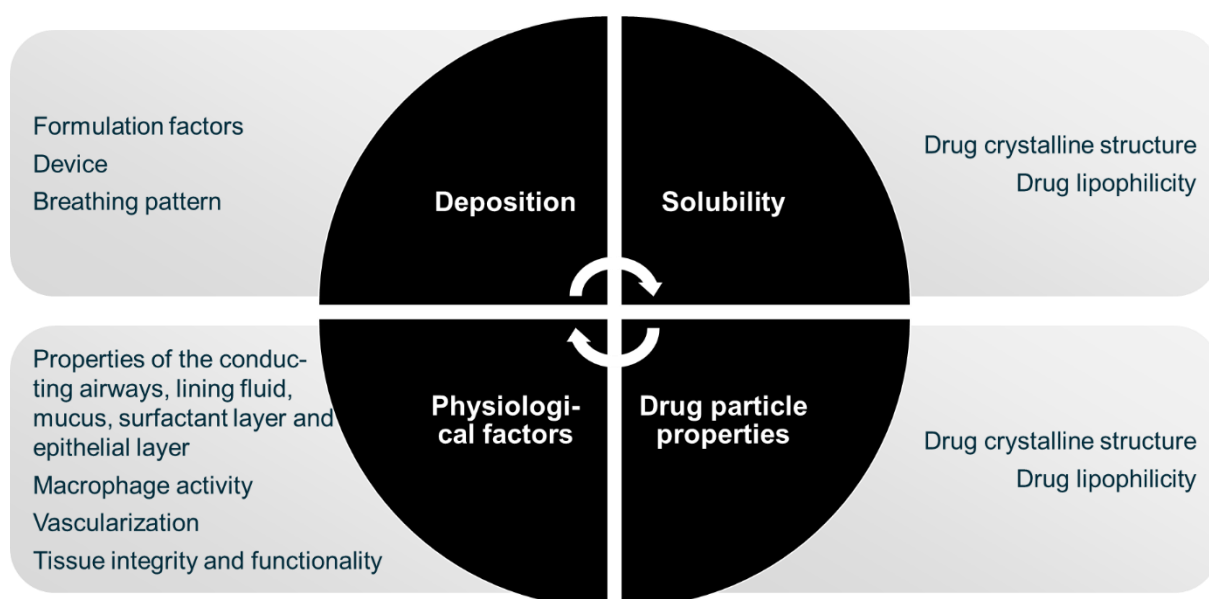 Formulation factors
Device
Breathing pattern
Deposition
Solubility
Drug crystalline structure
Drug lipophilicity
Properties of the conduc-
ting airways, lining fluid,
mucus, surfactant layer and
epithelial layer
Macrophage activity
Vascularization
Tissue integrity and functionality
Physiologi-
cal factors
Drug particle
properties
Drug crystalline structure
Drug lipophilicity